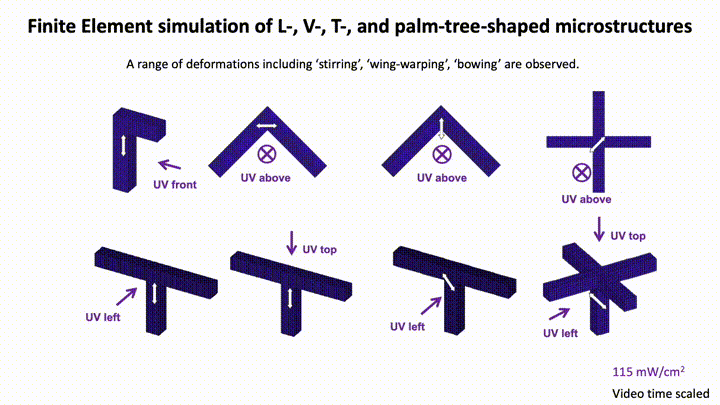 Finite Element simulation of L-, V-, T-, and palm-tree-shaped microstructures
A range of deformations including ‘stirring’, ‘wing-warping’, ‘bowing’ are observed.
UV front
UV above
UV above
UV above
UV left
UV top
UV left
UV top
UV left
115 mW/cm²
Video time scaled